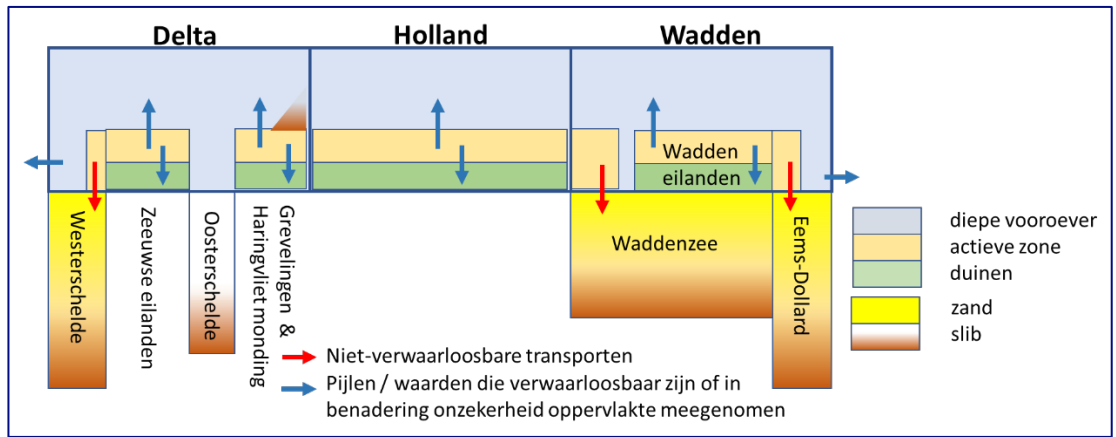 Delta
Holland
Wadden
Wadden
eilanden
Westerschelde
Zeeuwse eilanden
Oosterschelde
Grevelingen &
Haringvliet monding
Waddenzee
Eems-Dollard
diepe vooroever
actieve zone
duinen
zand
slib
Niet-verwaarloosbare transporten
Pijlen / waarden die verwaarloosbaar zijn of in
benadering onzekerheid oppervlakte meegenomen